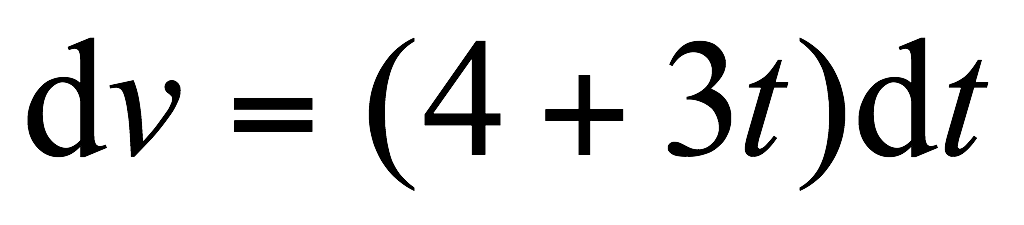 dv = (4 + 3t)dt